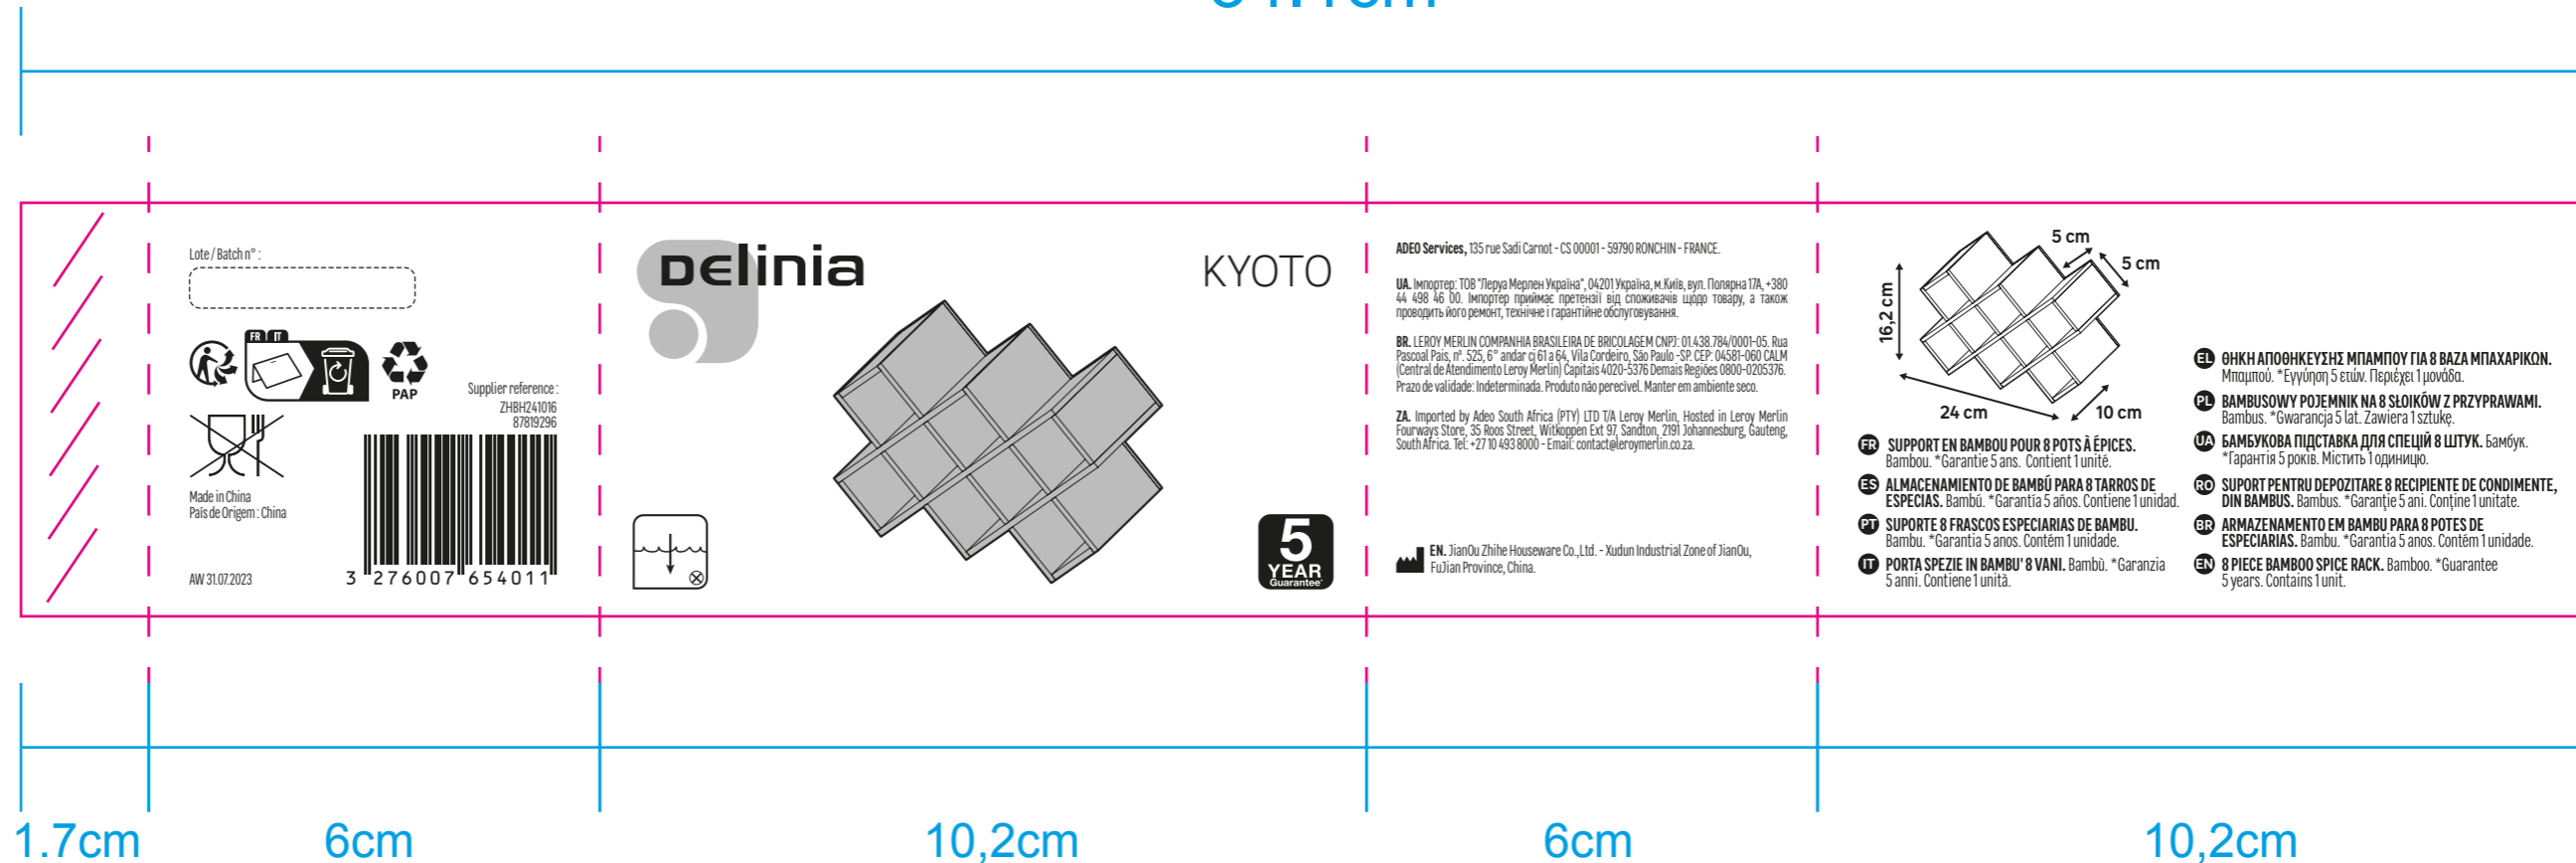 Lote / Batch n° :
FR IT
PAP
Supplier reference :
ZHBH241016
87819296
Made in China
País de Origem : China
AW 31.07.2023
3 276007 654011
DElinia
KYOTO
5
YEAR
Guarantee*
ADEO Services, 135 rue Sadi Carnot - CS 00001 - 59790 RONCHIN - FRANCE.
UA. Імпортер: ТОВ "Леруа Мерлен Україна", 04201 Україна, м.Київ, вул. Полярна 17А, +380
44 498 46 00. Імпортер приймає претензії від споживачів щодо товару, а також
проводить його ремонт, технічне і гарантійне обслуговування.
BR. LEROY MERLIN COMPANHIA BRASILEIRA DE BRICOLAGEM CNPJ: 01.438.784/0001-05. Rua
Pascoal Pais, nº. 525, 6° andar cj 61 a 64, Vila Cordeiro, São Paulo -SP. CEP: 04581-060 CALM
(Central de Atendimento Leroy Merlin) Capitais 4020-5376 Demais Regiões 0800-0205376.
Prazo de validade: Indeterminada. Produto não perecível. Manter em ambiente seco.
ZA. Imported by Adeo South Africa (PTY) LTD T/A Leroy Merlin, Hosted in Leroy Merlin
Fourways Store, 35 Roos Street, Witkoppen Ext 97, Sandton, 2191 Johannesburg, Gauteng,
South Africa. Tel: +27 10 493 8000 - Email: contact@leroymerlin.co.za.
EN. JianOu Zhihe Houseware Co.,Ltd. - Xudun Industrial Zone of JianOu,
FuJian Province, China.
5 cm
5 cm
16,2 cm
24 cm
10 cm
FR SUPPORT EN BAMBOU POUR 8 POTS À ÉPICES.
Bambou. *Garantie 5 ans. Contient 1 unité.
ES ALMACENAMIENTO DE BAMBÚ PARA 8 TARROS DE
ESPECIAS. Bambú. *Garantía 5 años. Contiene 1 unidad.
PT SUPORTE 8 FRASCOS ESPECIARIAS DE BAMBU.
Bambu. *Garantia 5 anos. Contém 1 unidade.
IT PORTA SPEZIE IN BAMBU' 8 VANI. Bambù. *Garanzia
5 anni. Contiene 1 unità.
EL ΘΗΚΗ ΑΠΟΘΗΚΕΥΣΗΣ ΜΠΑΜΠΟΥ ΓΙΑ 8 ΒΑΖΑ ΜΠΑΧΑΡΙΚΩΝ.
Μπαμπού. *Εγγύηση 5 ετών. Περιέχει 1 μονάδα.
PL BAMBUSOWY POJEMNIK NA 8 SŁOIKÓW Z PRZYPRAWAMI.
Bambus. *Gwarancja 5 lat. Zawiera 1 sztukę.
UA БАМБУКОВА ПІДСТАВКА ДЛЯ СПЕЦІЙ 8 ШТУК. Бамбук.
*Гарантія 5 років. Містить 1 одиницю.
RO SUPORT PENTRU DEPOZITARE 8 RECIPIENTE DE CONDIMENTE,
DIN BAMBUS. Bambus. *Garanție 5 ani. Conține 1 unitate.
BR ARMAZENAMENTO EM BAMBU PARA 8 POTES DE
ESPECIARIAS. Bambu. *Garantia 5 anos. Contém 1 unidade.
EN 8 PIECE BAMBOO SPICE RACK. Bamboo. *Guarantee
5 years. Contains 1 unit.
1.7cm
6cm
10,2cm
6cm
10,2cm